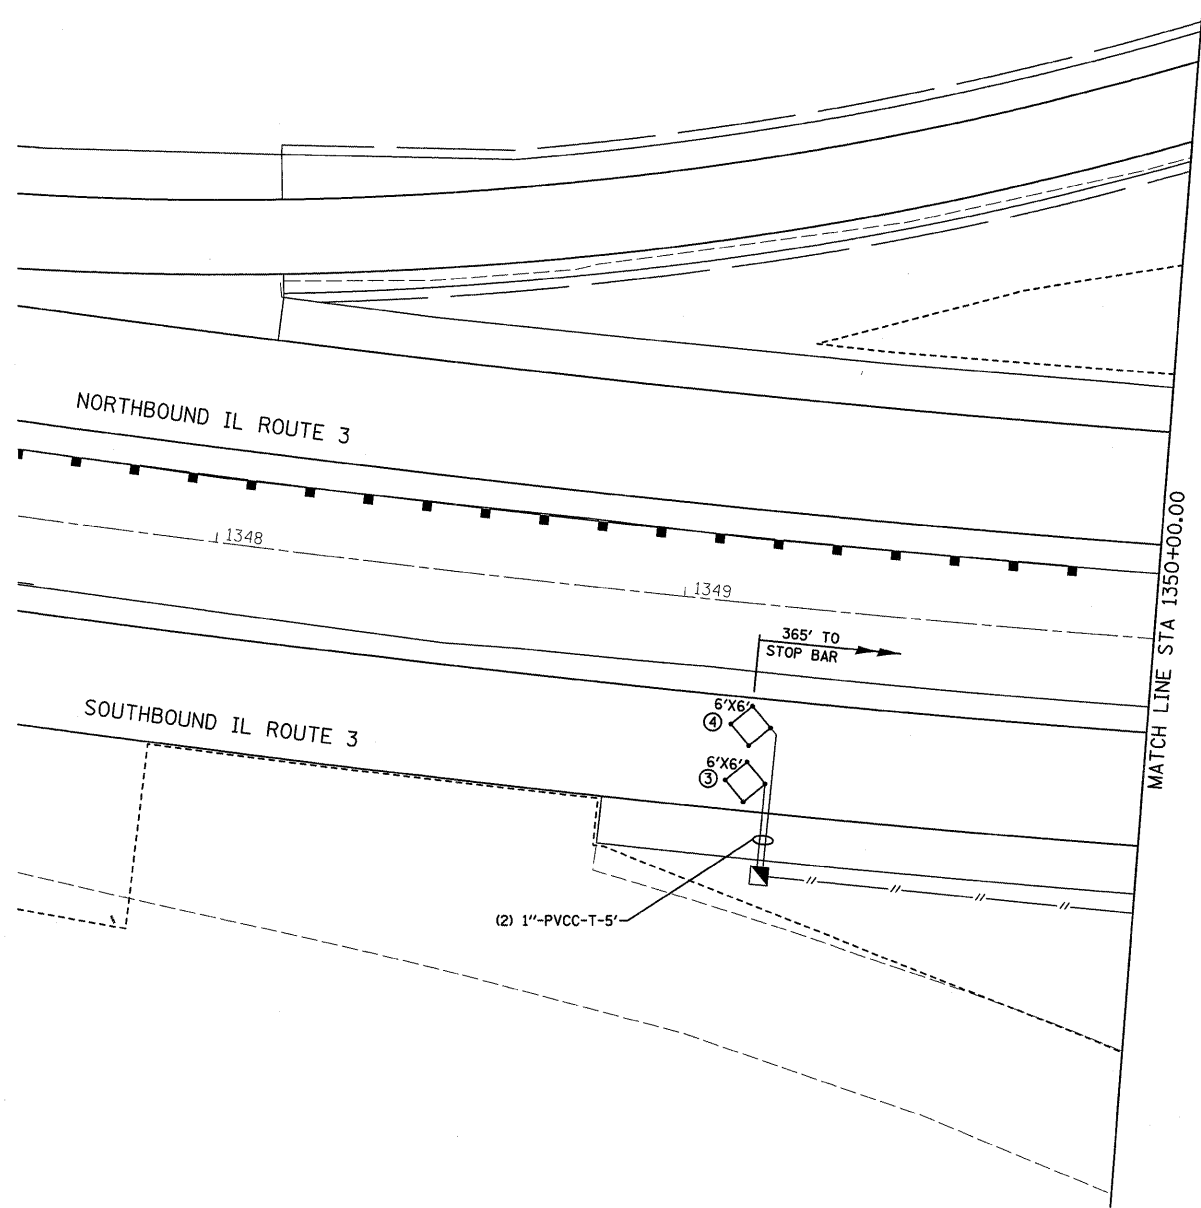 NORTHBOUND IL ROUTE 3
1348
1349
MATCH LINE STA 1350+00.00
365' TO
STOP BAR
6'X6'
4
SOUTHBOUND IL ROUTE 3
6'X6'
3
(2) 1"-PVCC-T-5'